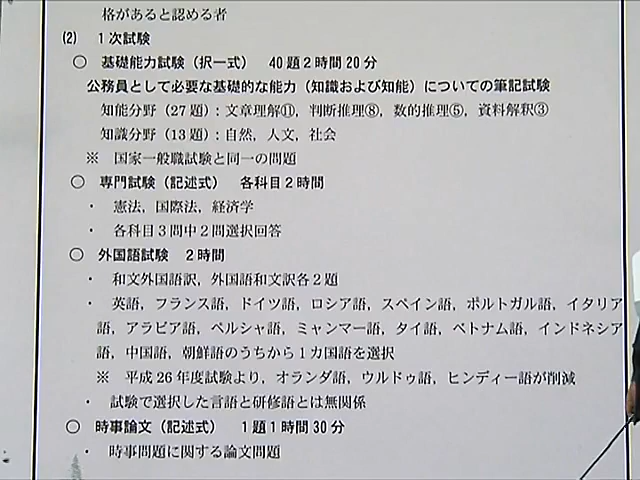 格があると認める者
(2) 1次試験
○ 基礎能力試験（択一式） 40題2時間20分
公務員として必要な基礎的な能力（知識および知能）についての筆記試験
知能分野（27題）: 文章理解⑪，判断推理⑧，数的推理⑤，資料解釈③
知識分野（13題）: 自然，人文，社会
※ 国家一般職試験と同一の問題
○ 専門試験（記述式） 各科目2時間
・ 憲法，国際法，経済学
・ 各科目3問中2問選択回答
○ 外国語試験 2時間
・ 和文外国語訳，外国語和文訳各2題
・ 英語，フランス語，ドイツ語，ロシア語，スペイン語，ポルトガル語，イタリア
語，アラビア語，ペルシャ語，ミャンマー語，タイ語，ベトナム語，インドネシア
語，中国語，朝鮮語のうちから1カ国語を選択
※ 平成26年度試験より，オランダ語，ウルドゥ語，ヒンディー語が削減
・ 試験で選択した言語と研修語とは無関係
○ 時事論文（記述式） 1題1時間30分
・ 時事問題に関する論文問題